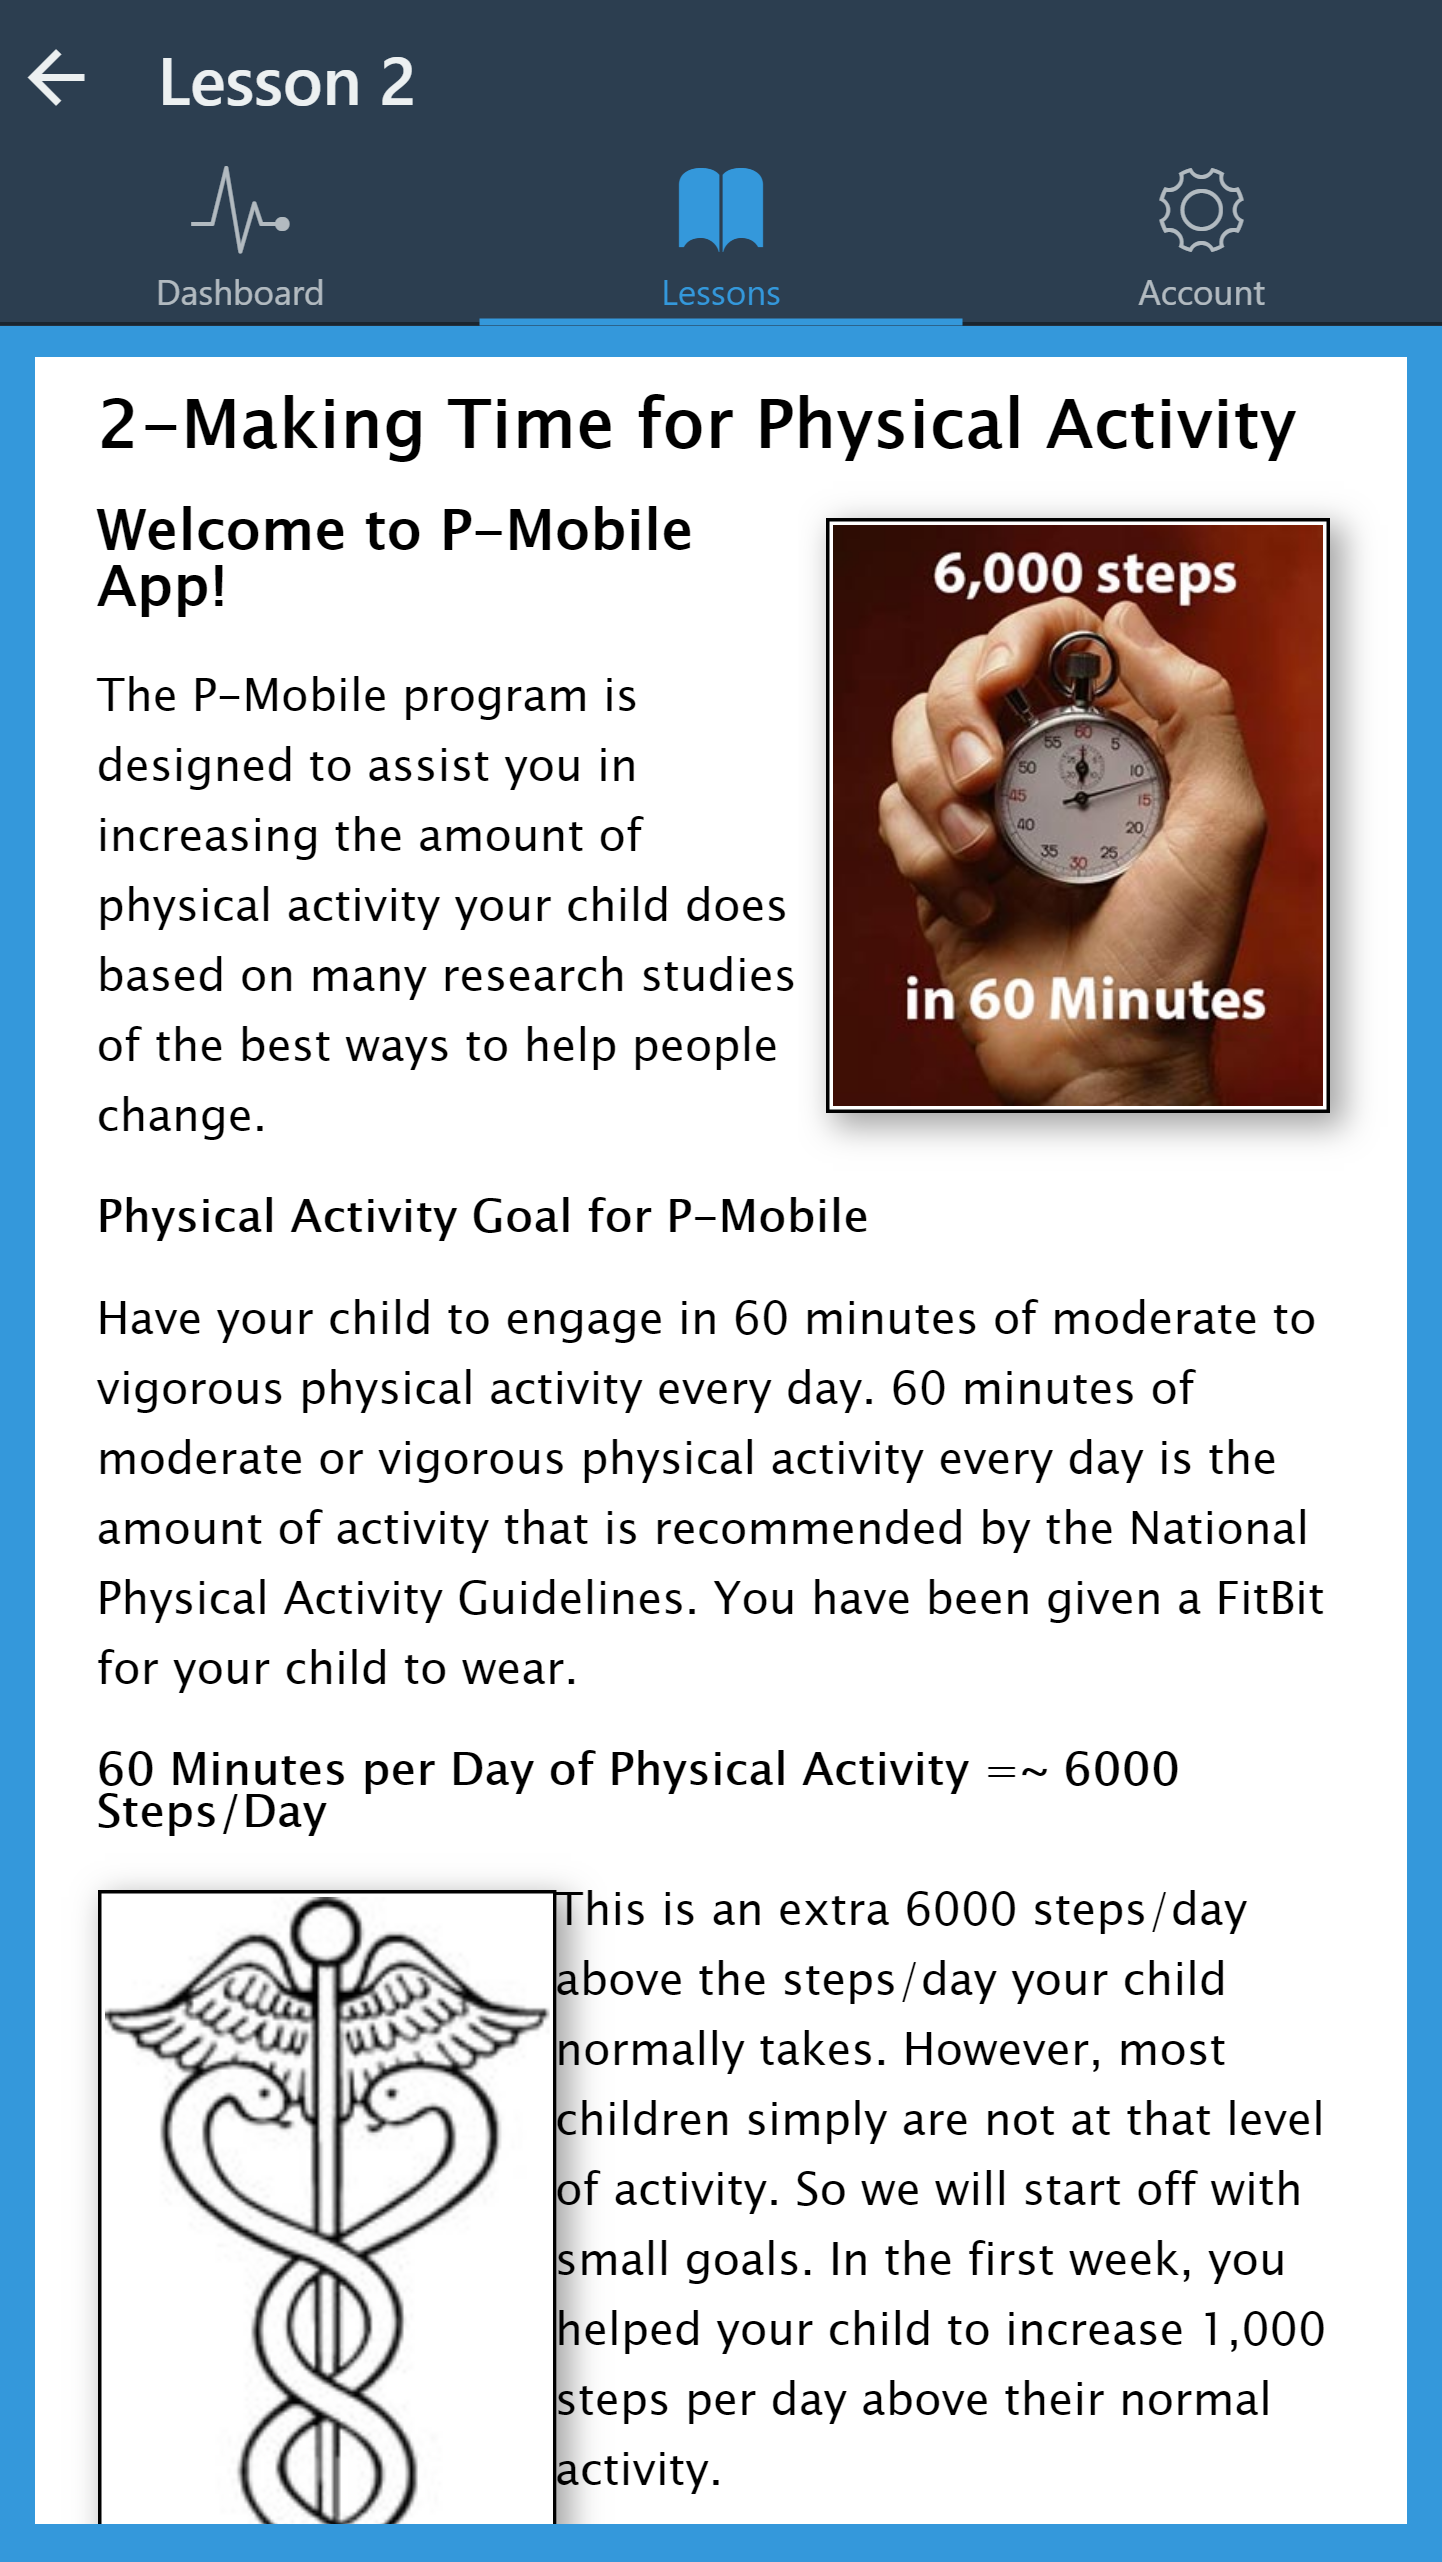 Lesson 2
Dashboard
Lessons
Account
2-Making Time for Physical Activity
Welcome to P-Mobile
App!
6,000 steps
60
5
10
15
20
25
30
35
40
45
50
55
in 60 Minutes
The P-Mobile program is
designed to assist you in
increasing the amount of
physical activity your child does
based on many research studies
of the best ways to help people
change.
Physical Activity Goal for P-Mobile
Have your child to engage in 60 minutes of moderate to
vigorous physical activity every day. 60 minutes of
moderate or vigorous physical activity every day is the
amount of activity that is recommended by the National
Physical Activity Guidelines. You have been given a FitBit
for your child to wear.
60 Minutes per Day of Physical Activity =~ 6000
Steps/Day
This is an extra 6000 steps/day
above the steps/day your child
normally takes. However, most
children simply are not at that level
of activity. So we will start off with
small goals. In the first week, you
helped your child to increase 1,000
steps per day above their normal
activity.